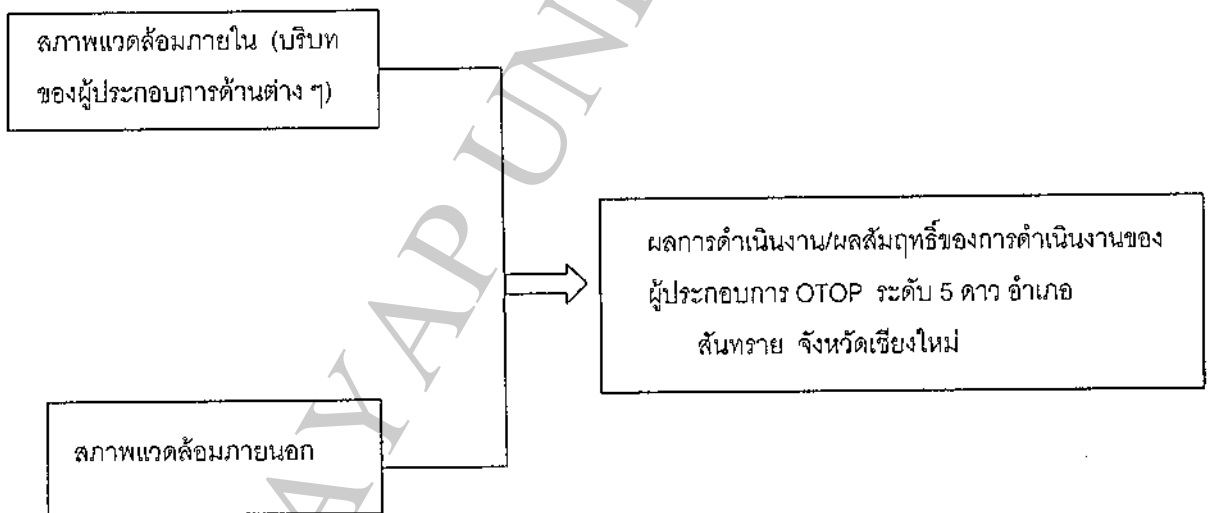 สภาพแวดล้อมภายใน (บริบท
ของผู้ประกอบการด้านต่าง ๆ)
ผลการดำเนินงาน/ผลสัมฤทธิ์ของการดำเนินงานของ
ผู้ประกอบการ OTOP ระดับ 5 ดาว อำเภอ
สันทราย จังหวัดเชียงใหม่
สภาพแวดล้อมภายนอก
AYAP UNI